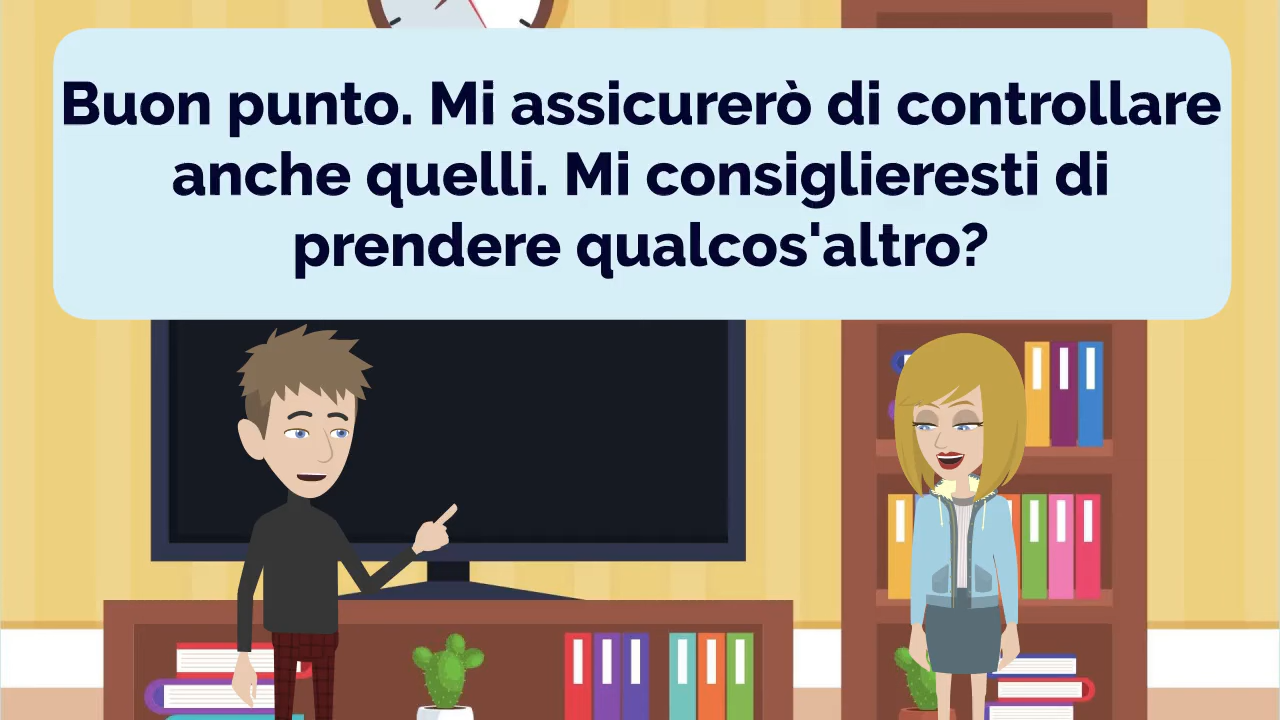 Buon punto. Mi assicurerò di controllare
anche quelli. Mi consiglieresti di
prendere qualcos'altro?